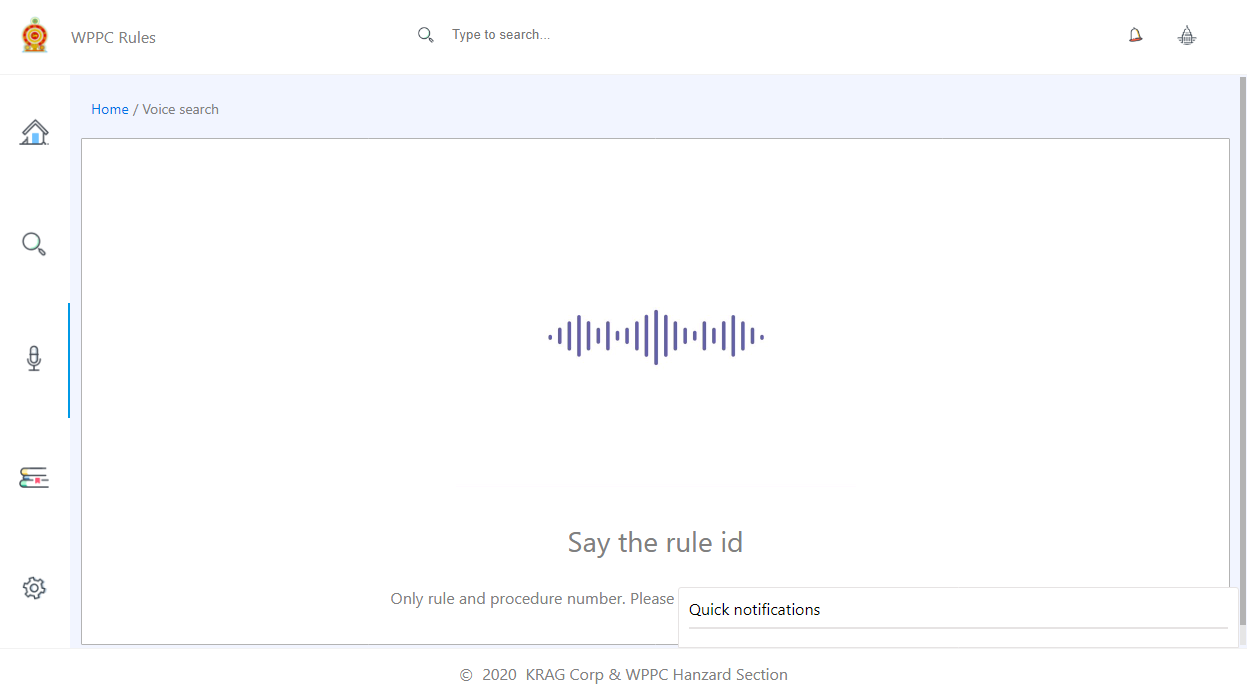 WPPC Rules
Type to search...
Home / Voice search
Say the rule id
Only rule and procedure number. Please
Quick notifications
© 2020 KRAG Corp & WPPC Hanzard Section